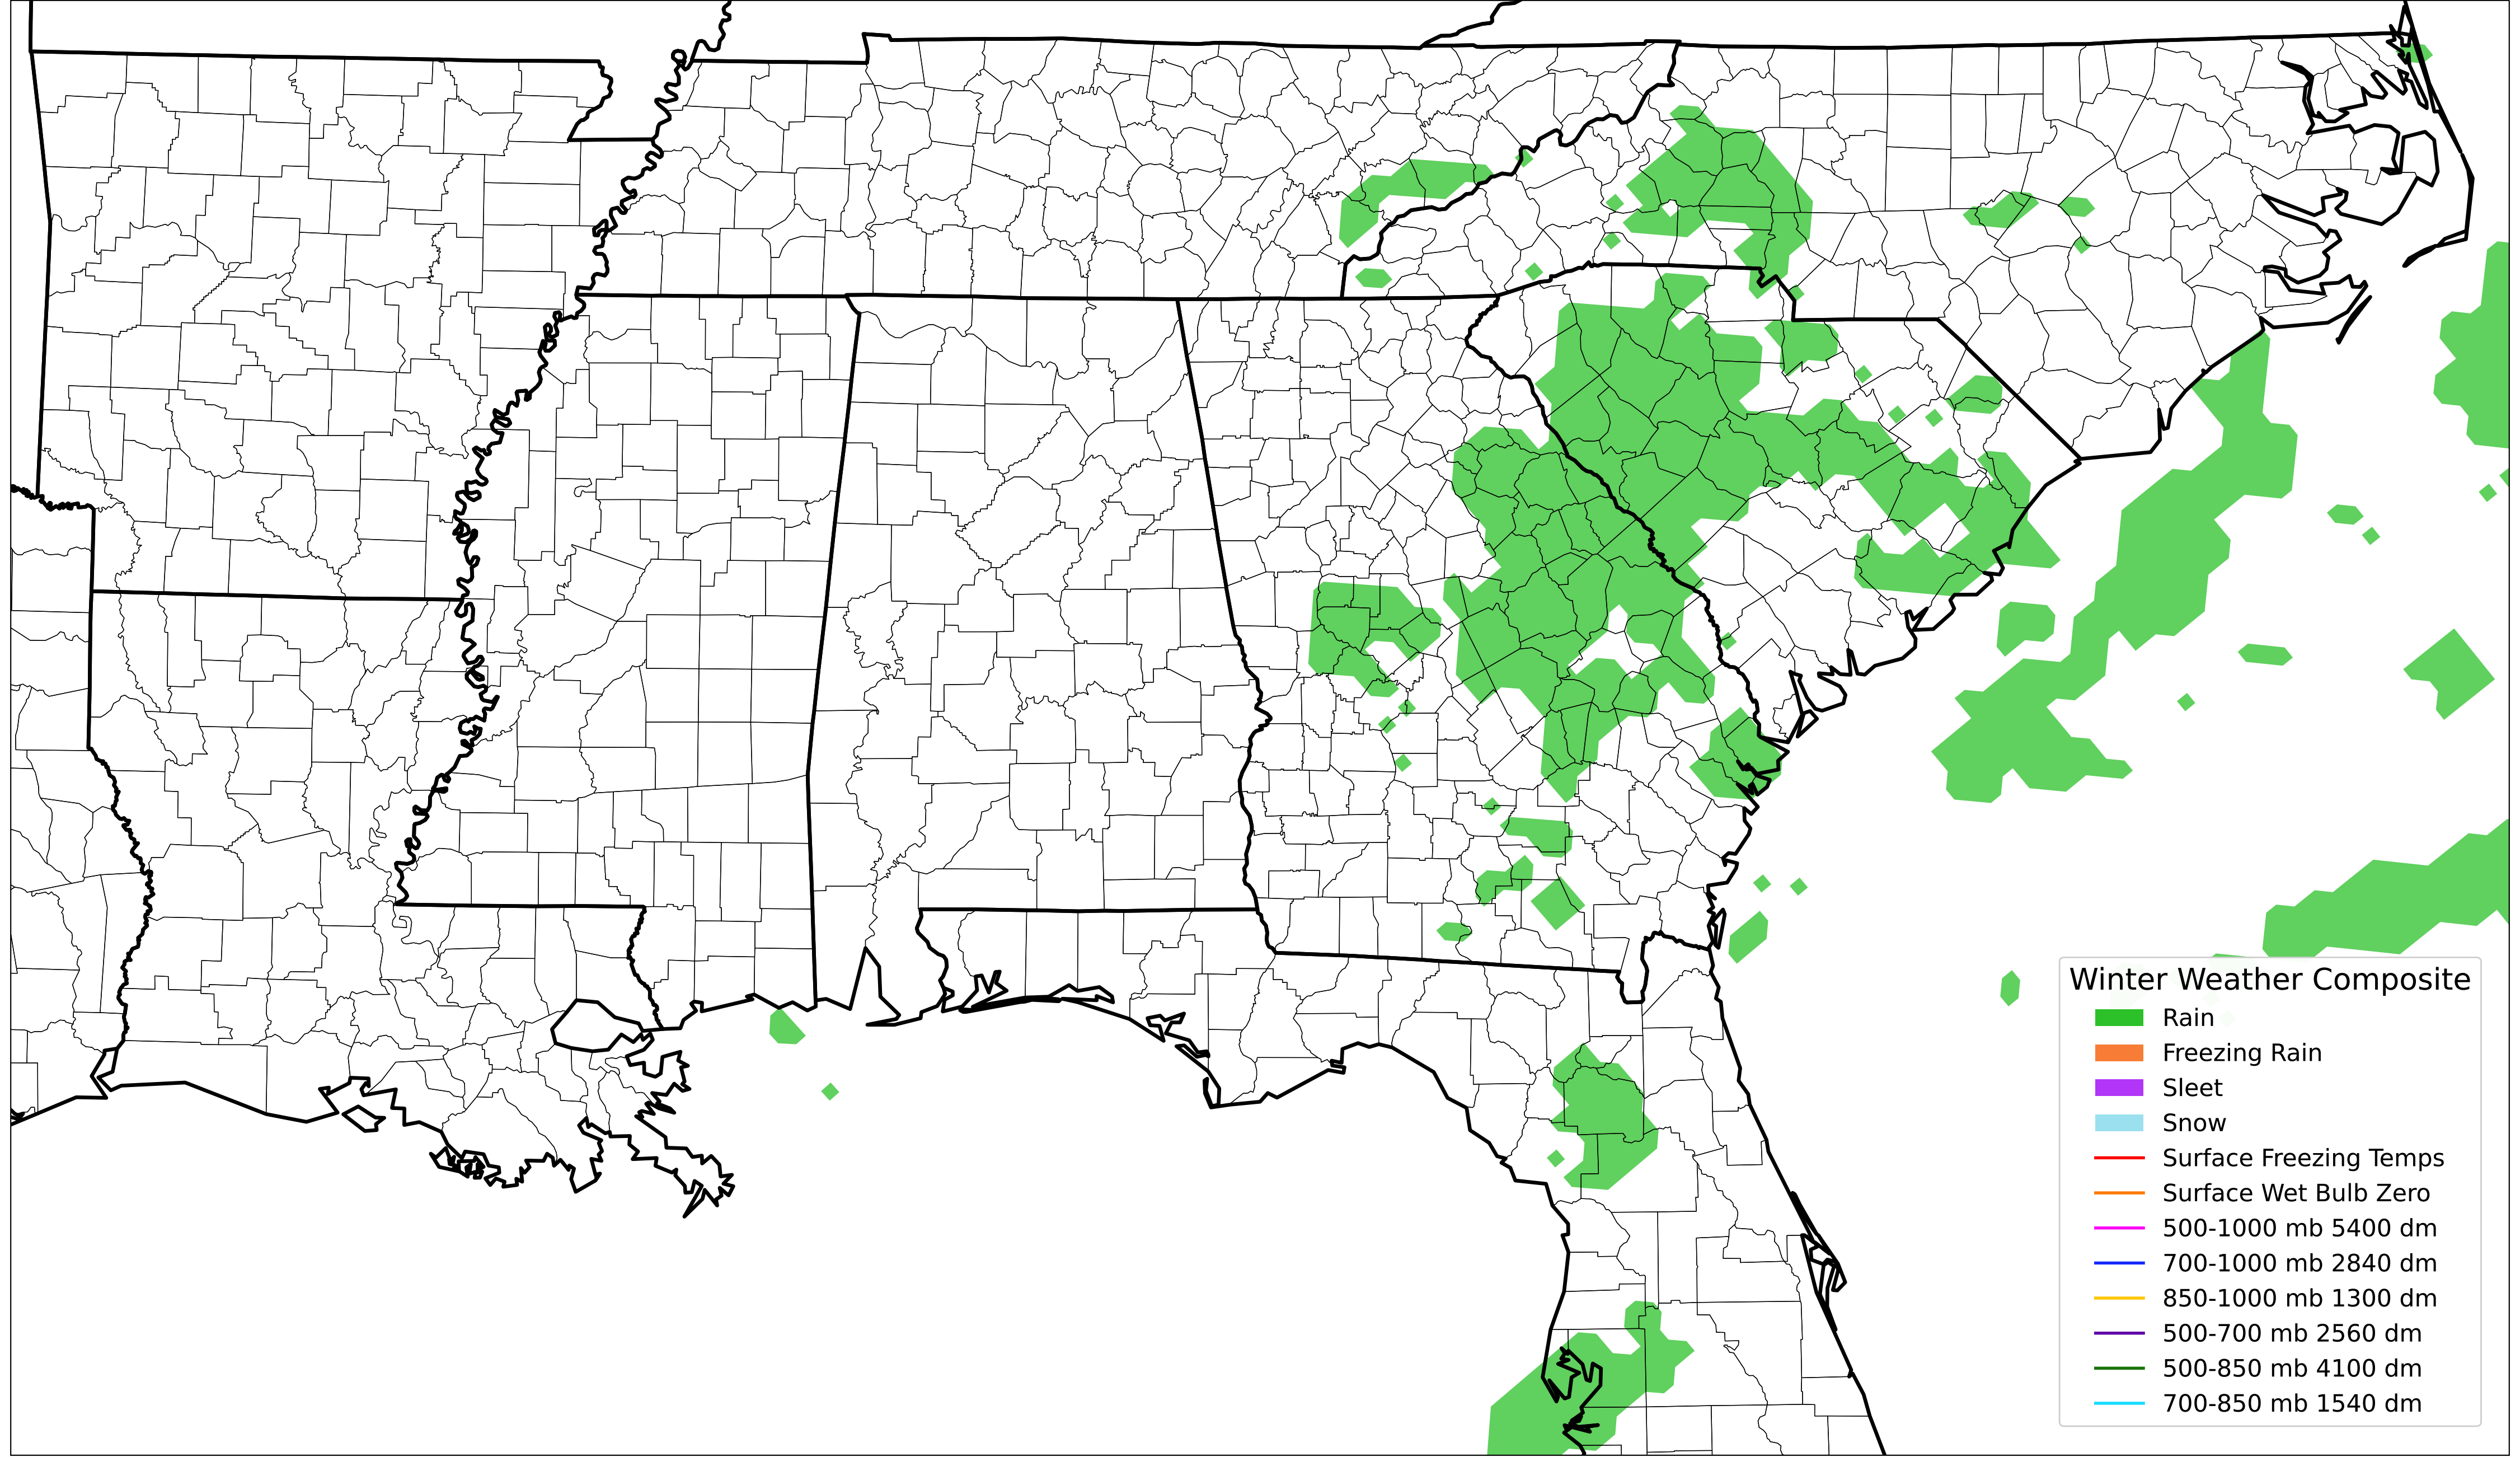 Winter Weather Composite
Rain
Freezing Rain
Sleet
Snow
Surface Freezing Temps
Surface Wet Bulb Zero
500-1000 mb 5400 dm
700-1000 mb 2840 dm
850-1000 mb 1300 dm
500-700 mb 2560 dm
500-850 mb 4100 dm
700-850 mb 1540 dm